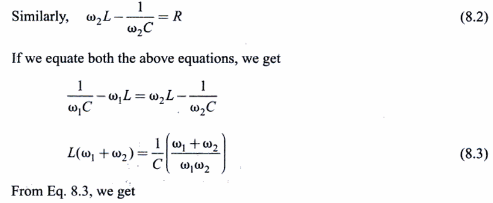 Similarly, ω₂L − 1/(ω₂C) = R (8.2)
If we equate both the above equations, we get
1/(ω₁C) − ω₁L = ω₂L − 1/(ω₂C)
L(ω₁ + ω₂) = (1/C)((ω₁ + ω₂)/(ω₁ω₂)) (8.3)
From Eq. 8.3, we get